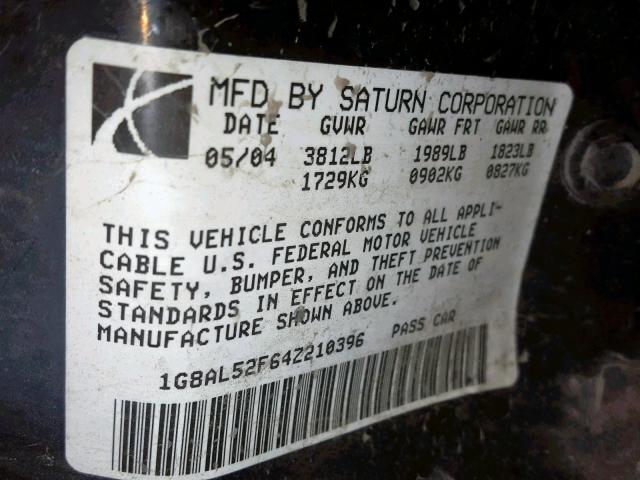 MFD BY SATURN CORPORATION
DATE GVWR GAWR FRT GAWR RR
05/04 3812LB 1989LB 1823LB
1729KG 0902KG 0827KG
THIS VEHICLE CONFORMS TO ALL APPLI-
CABLE U.S. FEDERAL MOTOR VEHICLE
SAFETY, BUMPER, AND THEFT PREVENTION
STANDARDS IN EFFECT ON THE DATE OF
MANUFACTURE SHOWN ABOVE.
1G8AL52F64Z210396 PASS CAR